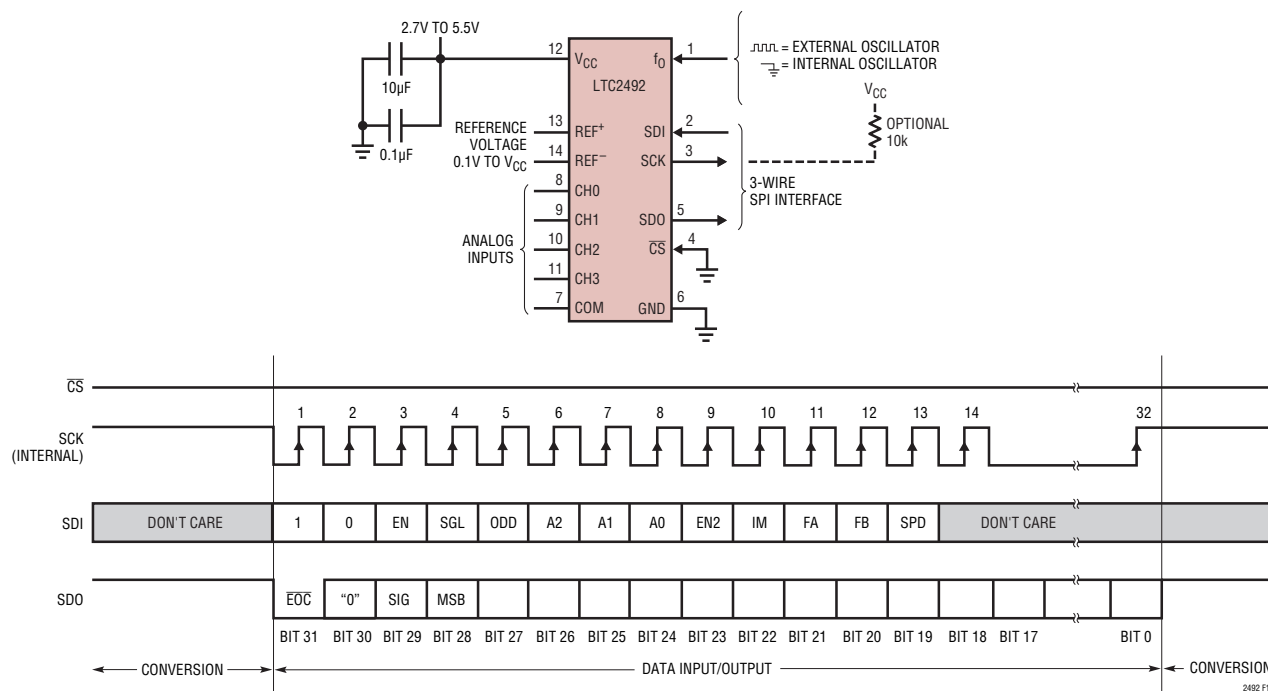 2.7V TO 5.5V
10µF
0.1µF
REFERENCE
VOLTAGE
0.1V TO VCC
ANALOG
INPUTS
12
13
14
8
9
10
11
7
VCC
REF+
REF–
CH0
CH1
CH2
CH3
COM
LTC2492
fO
SDI
SCK
SDO
CS
GND
1
2
3
5
4
6
= EXTERNAL OSCILLATOR
= INTERNAL OSCILLATOR
VCC
OPTIONAL
10k
3-WIRE
SPI INTERFACE
CS
SCK
(INTERNAL)
1 2 3 4 5 6 7 8 9 10 11 12 13 14 32
SDI DON'T CARE 1 0 EN SGL ODD A2 A1 A0 EN2 IM FA FB SPD DON'T CARE
SDO EOC "0" SIG MSB
BIT 31 BIT 30 BIT 29 BIT 28 BIT 27 BIT 26 BIT 25 BIT 24 BIT 23 BIT 22 BIT 21 BIT 20 BIT 19 BIT 18 BIT 17 BIT 0
CONVERSION DATA INPUT/OUTPUT CONVERSION